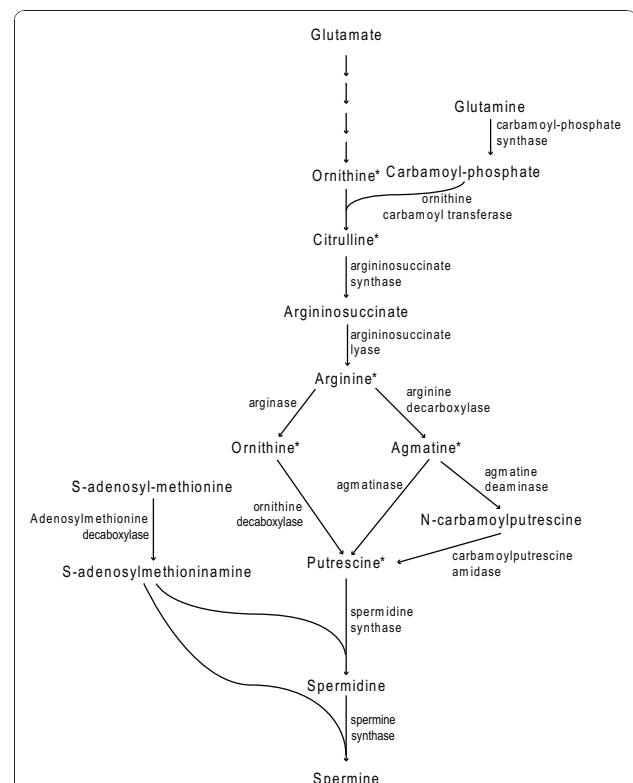 Glutamate
Glutamine
carbamoyl-phosphate
synthase
Ornithine* Carbamoyl-phosphate
ornithine
carbamoyl transferase
Citrulline*
argininosuccinate
synthase
Argininosuccinate
argininosuccinate
lyase
Arginine*
arginase
arginine
decarboxylase
Ornithine*
Agmatine*
S-adenosyl-methionine
agmatinase
agmatine
deaminase
Adenosylmethionine
decaboxylase
ornithine
decaboxylase
N-carbamoylputrescine
S-adenosylmethioninamine
Putrescine*
carbamoylputrescine
amidase
spermidine
synthase
Spermidine
spermine
synthase
Spermine